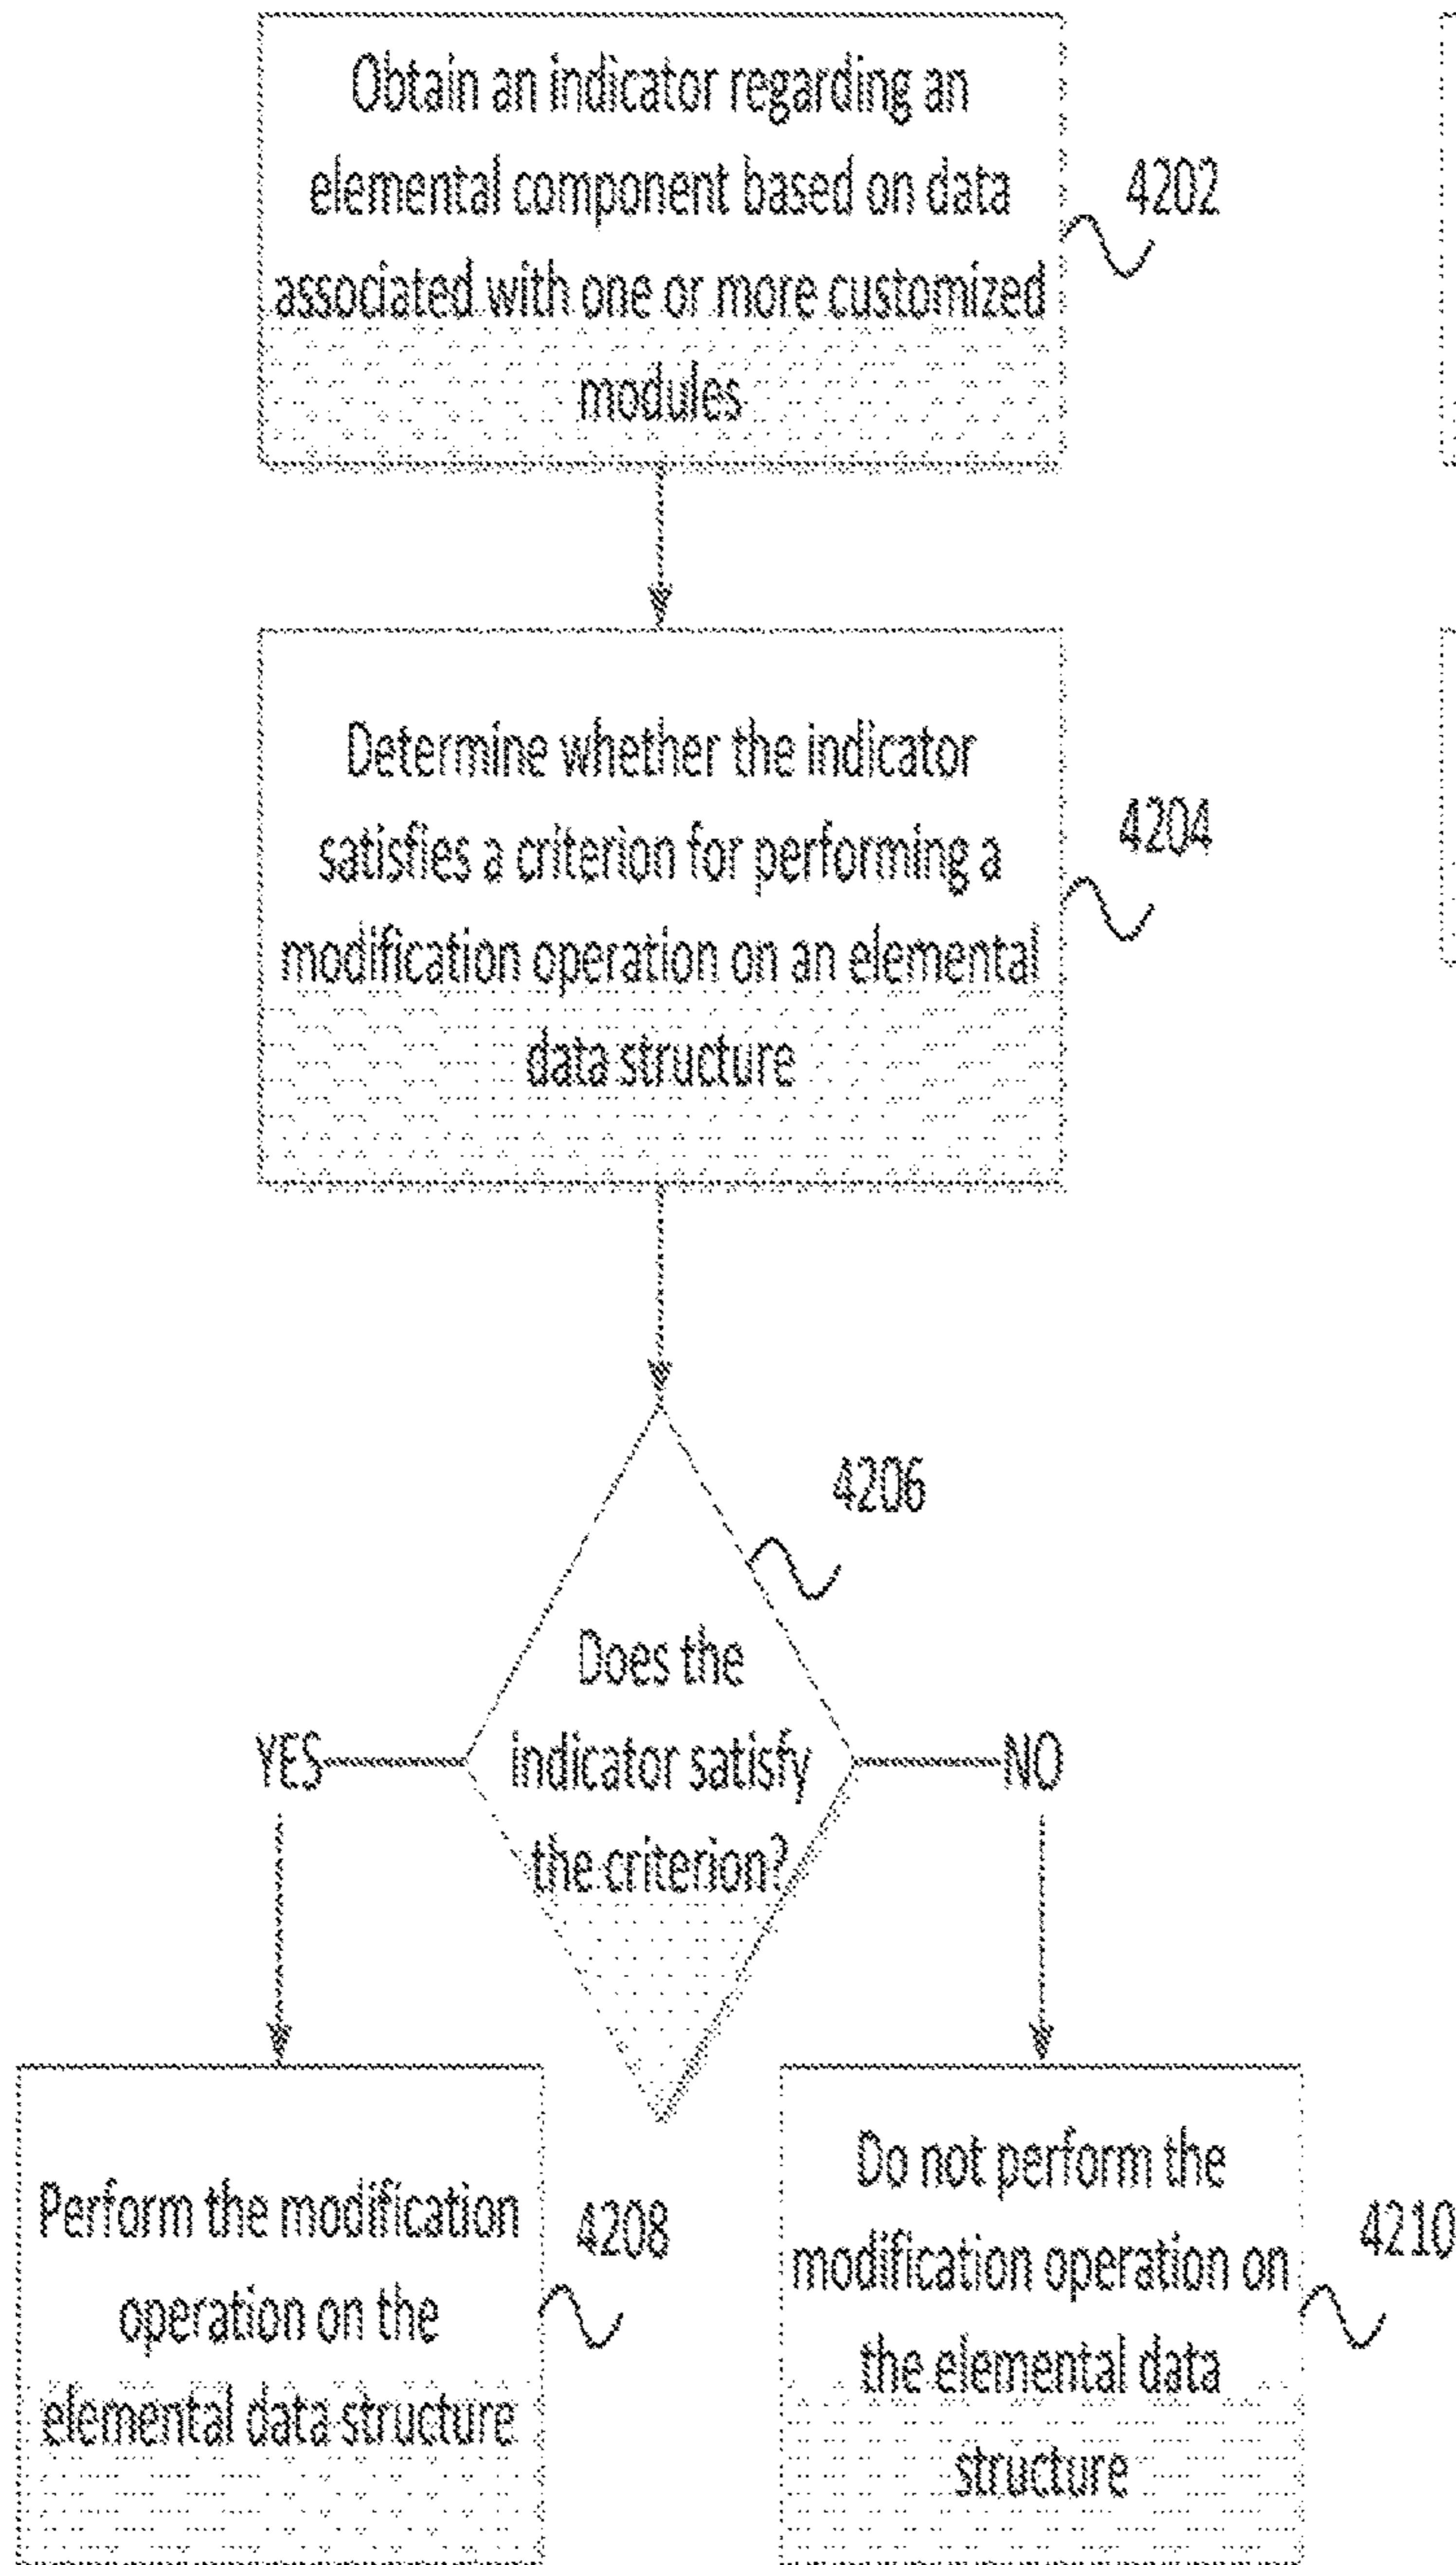 Obtain an indicator regarding an
elemental component based on data
associated with one or more customized
modules
4202
Determine whether the indicator
satisfies a criterion for performing a
modification operation on an elemental
data structure
4204
4206
Does the
indicator satisfy
the criterion?
YES
NO
Perform the modification
operation on the
elemental data structure
4208
Do not perform the
modification operation on
the elemental data
structure
4210